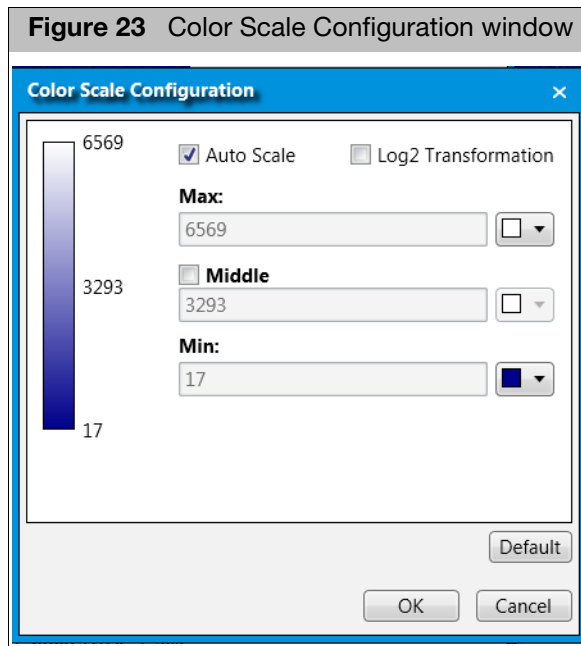 Figure 23 Color Scale Configuration window
Color Scale Configuration
6569
Auto Scale
Log2 Transformation
Max:
6569
Middle
3293
3293
Min:
17
17
Default
OK
Cancel